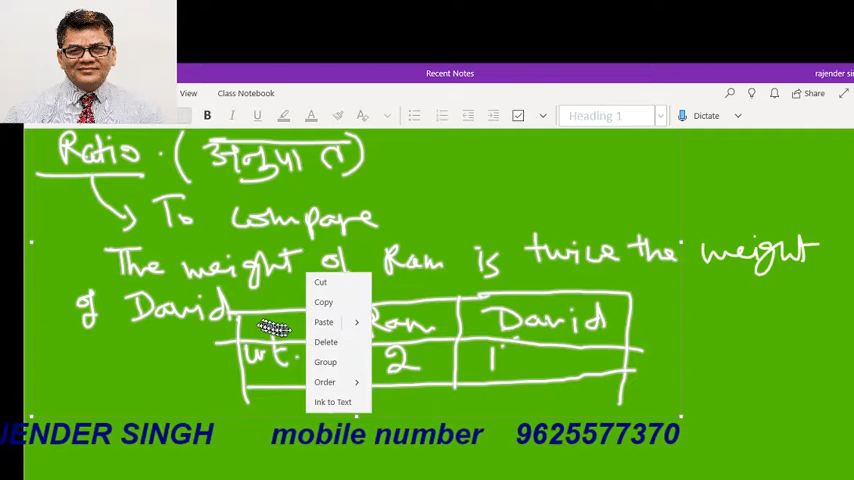 Recent Notes
rajender si
View Class Notebook
Share
B A Heading 1 Dictate
Ratio. (अनुपात)
To compare
The weight of Ram is twice the weight
of David
Ram David
wt. 2 1
Cut
Copy
Paste
Delete
Group
Order
Ink to Text
JENDER SINGH mobile number 9625577370